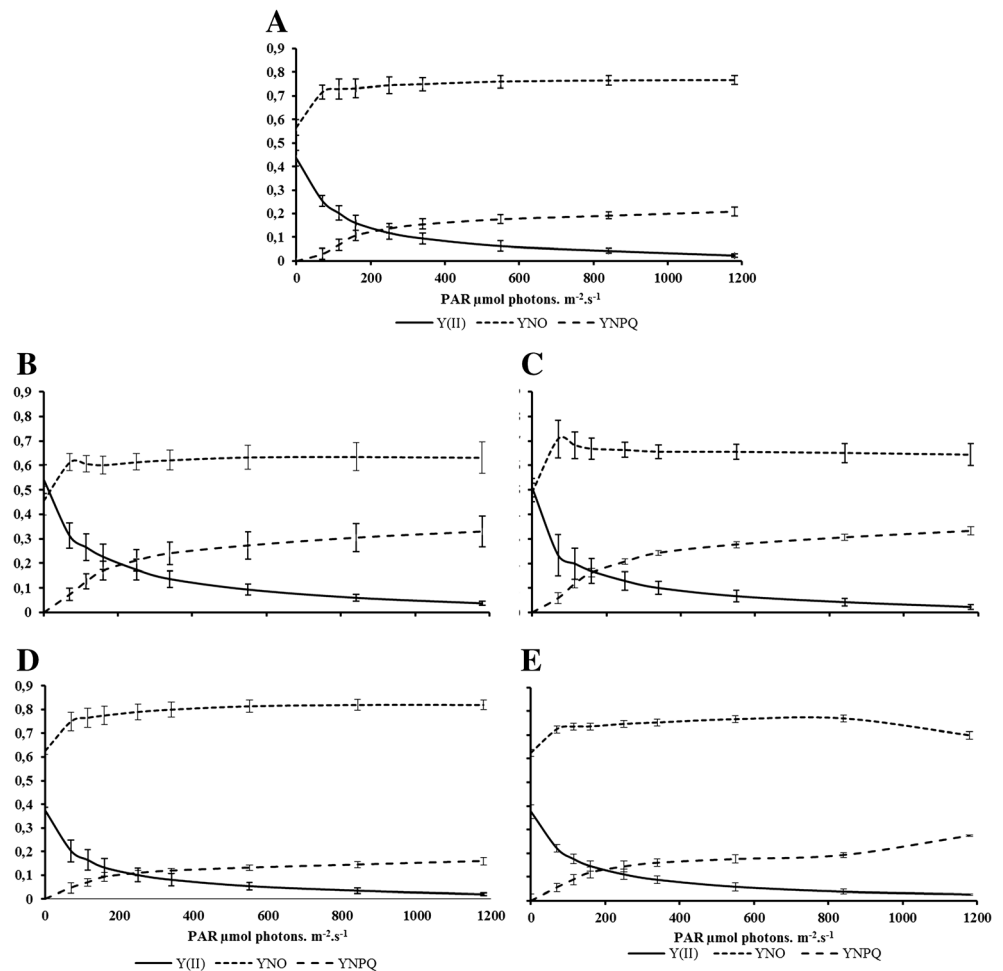 A
0,9
0,8
0,7
0,6
0,5
0,4
0,3
0,2
0,1
0
0 200 400 600 800 1000 1200
PAR µmol photons. m-2.s-1
Y(II) YNO YNPQ
B
0,9
0,8
0,7
0,6
0,5
0,4
0,3
0,2
0,1
0
C
D
0,9
0,8
0,7
0,6
0,5
0,4
0,3
0,2
0,1
0
0 200 400 600 800 1000 1200
PAR µmol photons. m-2.s-1
Y(II) YNO YNPQ
E
0 200 400 600 800 1000 1200
PAR µmol photons. m-2.s-1
Y(II) YNO YNPQ